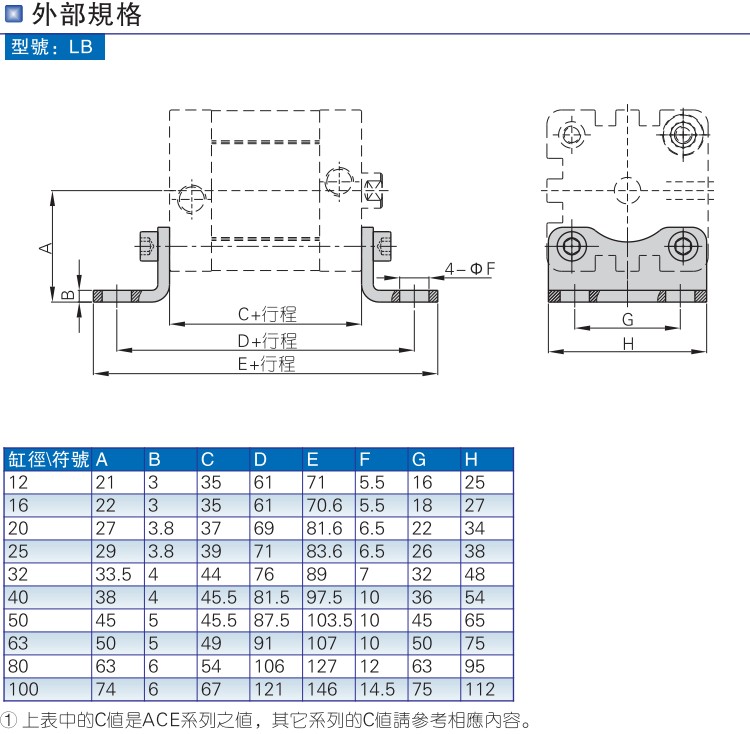 外部規格
型號：LB
A
B
4-ΦF
C+行程
D+行程
E+行程
G
H
缸徑\符號 A B C D E F G H
12 21 3 35 61 71 5.5 16 25
16 22 3 35 61 70.6 5.5 18 27
20 27 3.8 37 69 81.6 6.5 22 34
25 29 3.8 39 71 83.6 6.5 26 38
32 33.5 4 44 76 89 7 32 48
40 38 4 45.5 81.5 97.5 10 36 54
50 45 5 45.5 87.5 103.5 10 45 65
63 50 5 49 91 107 10 50 75
80 63 6 54 106 127 12 63 95
100 74 6 67 121 146 14.5 75 112
① 上表中的C值是ACE系列之值，其它系列的C值請參考相應內容。